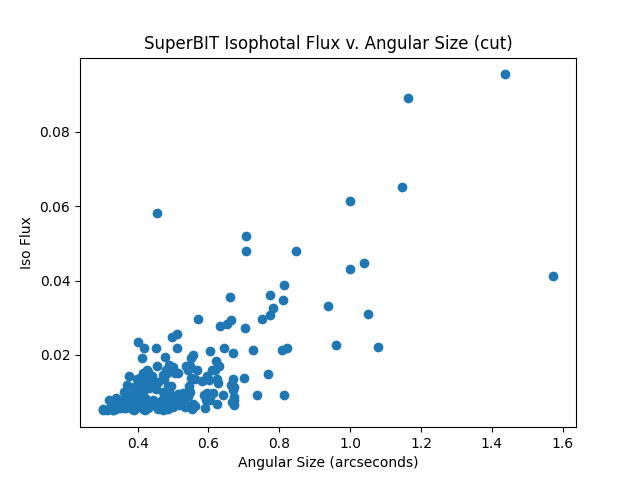 SuperBIT Isophotal Flux v. Angular Size (cut)
0.08
0.06
0.04
0.02
Iso Flux
0.4 0.6 0.8 1.0 1.2 1.4 1.6
Angular Size (arcseconds)